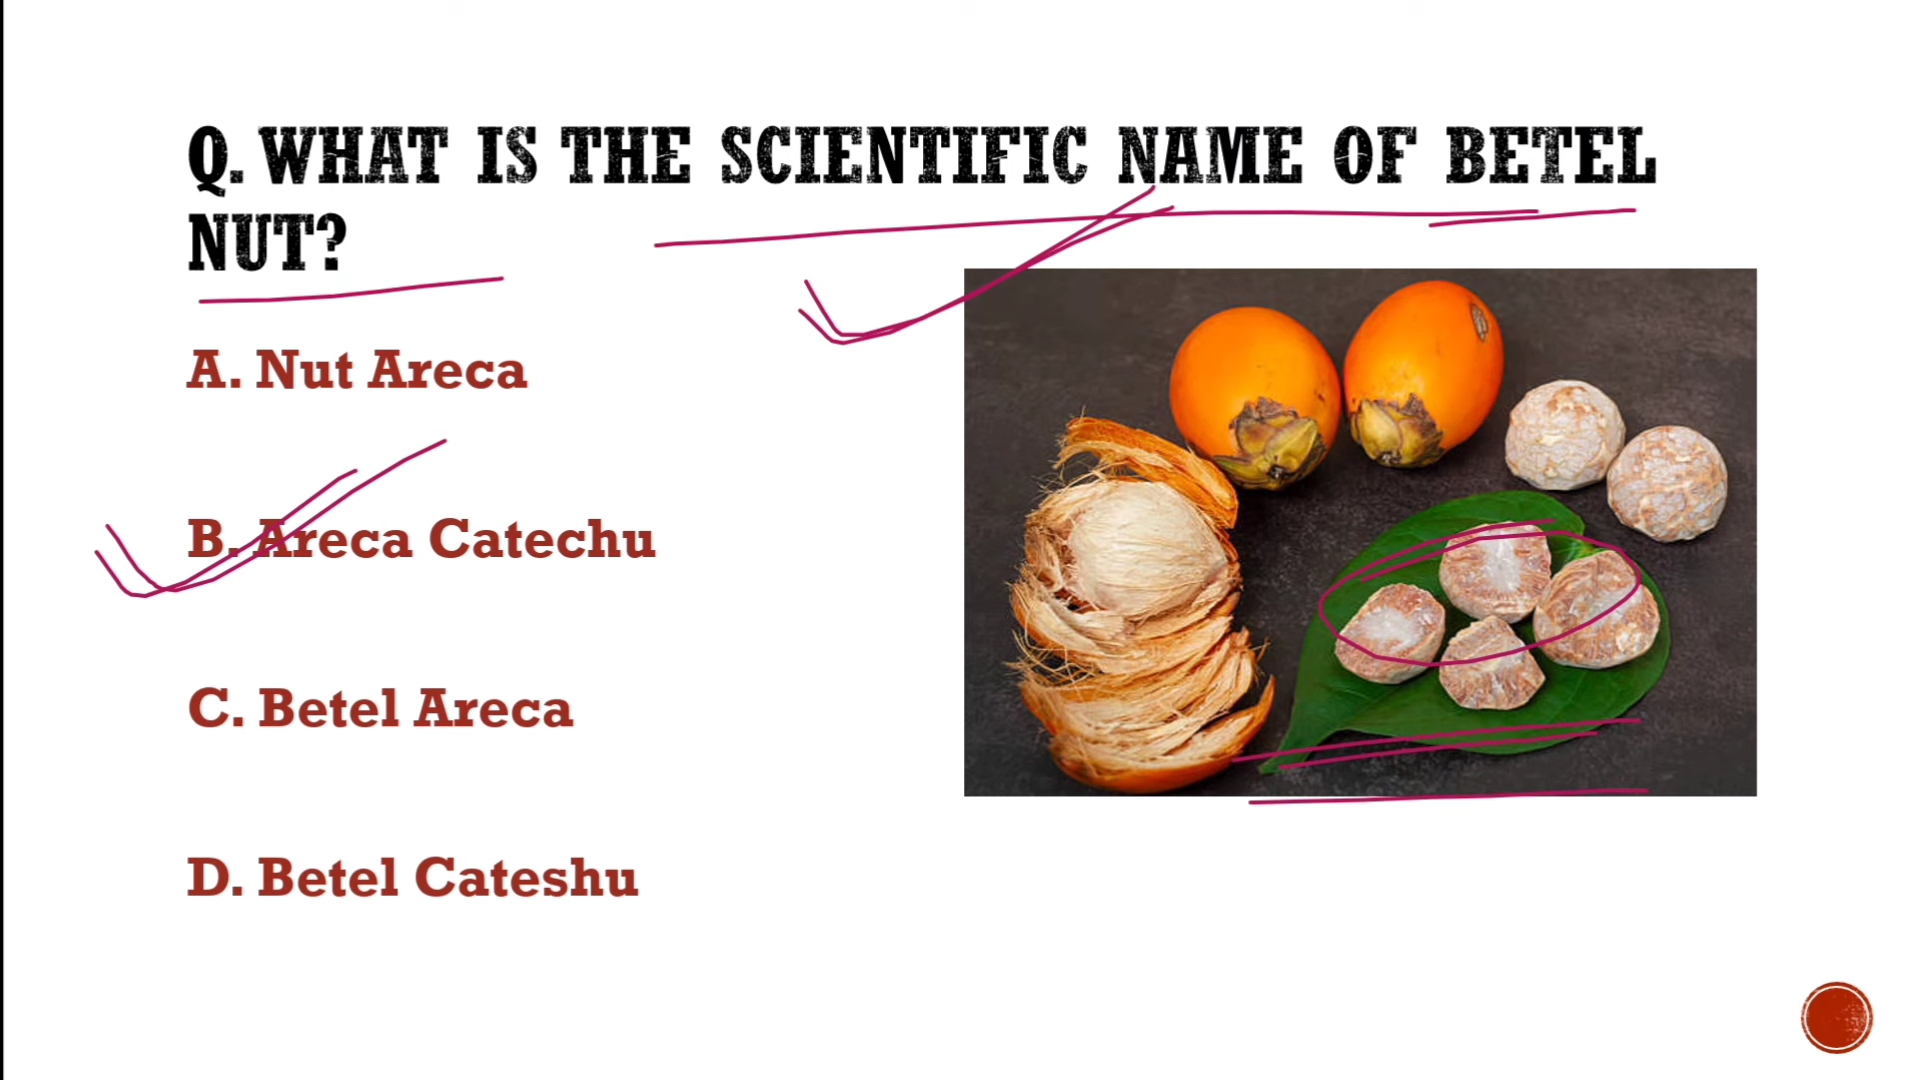 Q. WHAT IS THE SCIENTIFIC NAME OF BETEL
NUT?
A. Nut Areca
B. Areca Catechu
C. Betel Areca
D. Betel Cateshu